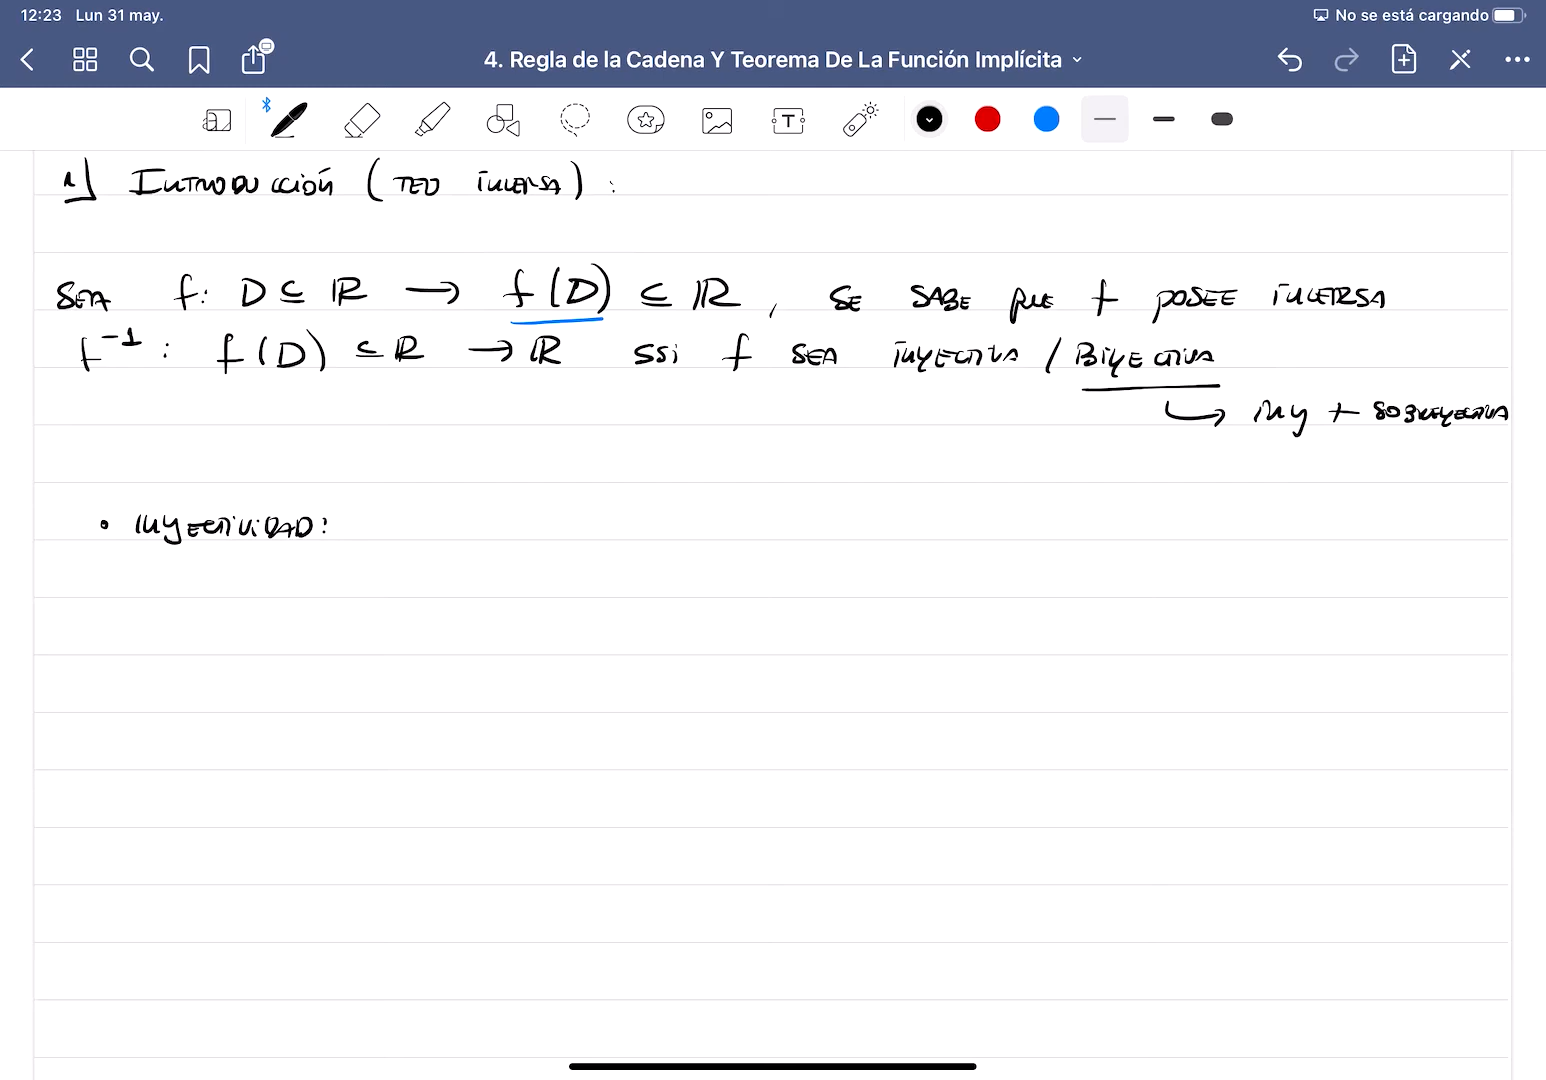 12:23 Lun 31 may. No se está cargando
4. Regla de la Cadena Y Teorema De La Función Implícita
1) INTRODUCCIÓN (TEO INVERSA) :
SEA f: D ⊆ ℝ → f(D) ⊆ ℝ , SE SABE QUE f POSEE INVERSA
f⁻¹ : f(D) ⊆ ℝ → ℝ SSi f SEA INYECTIVA / BIYECTIVA
↳ iny + SOBREYECTIVA
• INYECTIVIDAD: